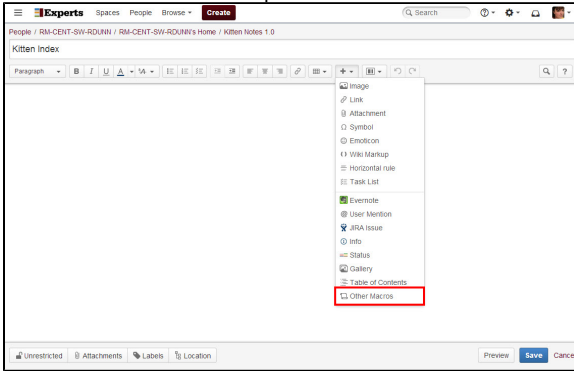 Experts Spaces People Browse Create Search
People / RM-CENT-SW-RDUNN / RM-CENT-SW-RDUNN's Home / Kitten Notes 1.0
Kitten Index
Paragraph B I U A ?
Image
Link
Attachment
Symbol
Emoticon
Wiki Markup
Horizontal rule
Task List
Evernote
User Mention
JIRA Issue
Info
Status
Gallery
Table of Contents
Other Macros
Unrestricted Attachments Labels Location Preview Save Cance